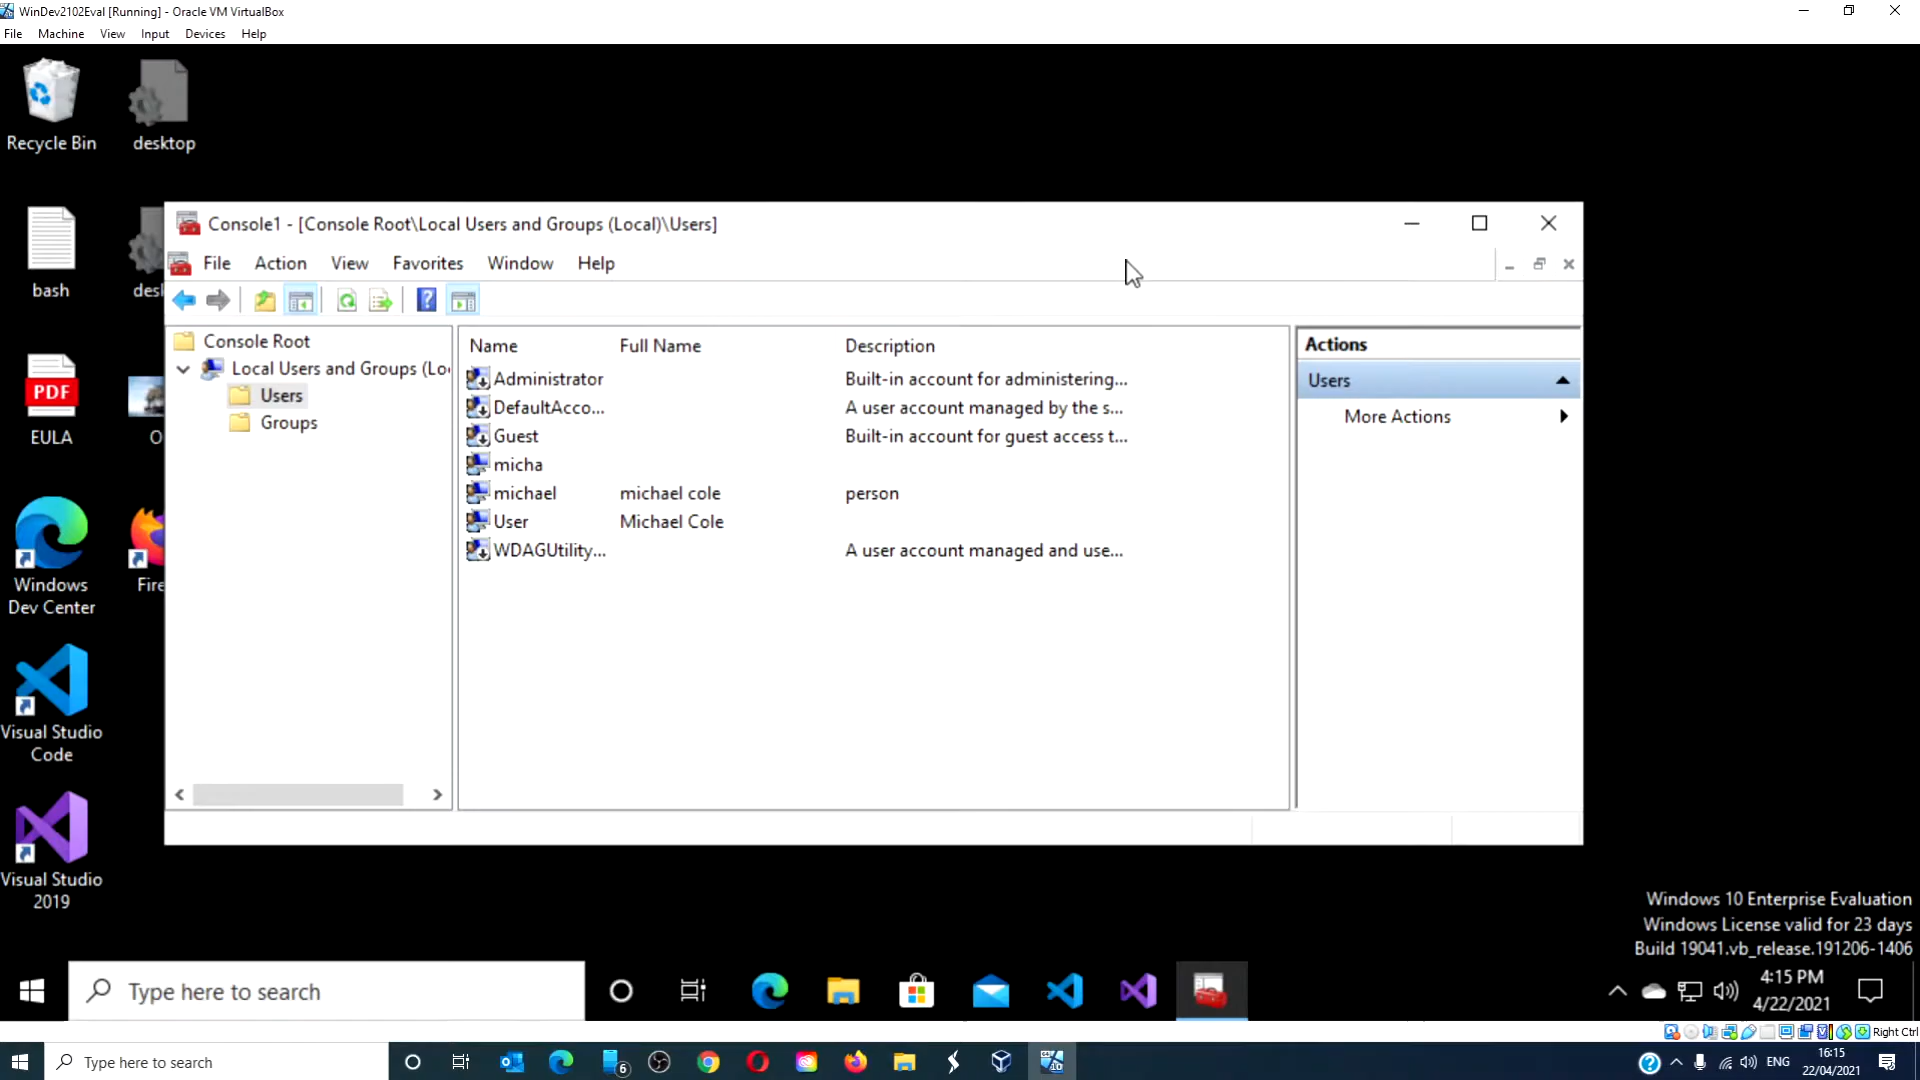 WinDev2102Eval [Running] - Oracle VM VirtualBox
File Machine View Input Devices Help
Recycle Bin
desktop
bash
desk
EULA
O
Windows
Dev Center
Fire
Visual Studio
Code
Visual Studio
2019
PDF
Console1 - [Console Root\Local Users and Groups (Local)\Users]
File Action View Favorites Window Help
Console Root
Local Users and Groups (Lo
Users
Groups
Name Full Name Description
Administrator Built-in account for administering...
DefaultAcco... A user account managed by the s...
Guest Built-in account for guest access t...
micha
michael michael cole person
User Michael Cole
WDAGUtility... A user account managed and use...
Actions
Users
More Actions
Windows 10 Enterprise Evaluation
Windows License valid for 23 days
Build 19041.vb_release.191206-1406
Type here to search
4:15 PM
4/22/2021
Right Ctrl
Type here to search
6
ENG
16:15
22/04/2021